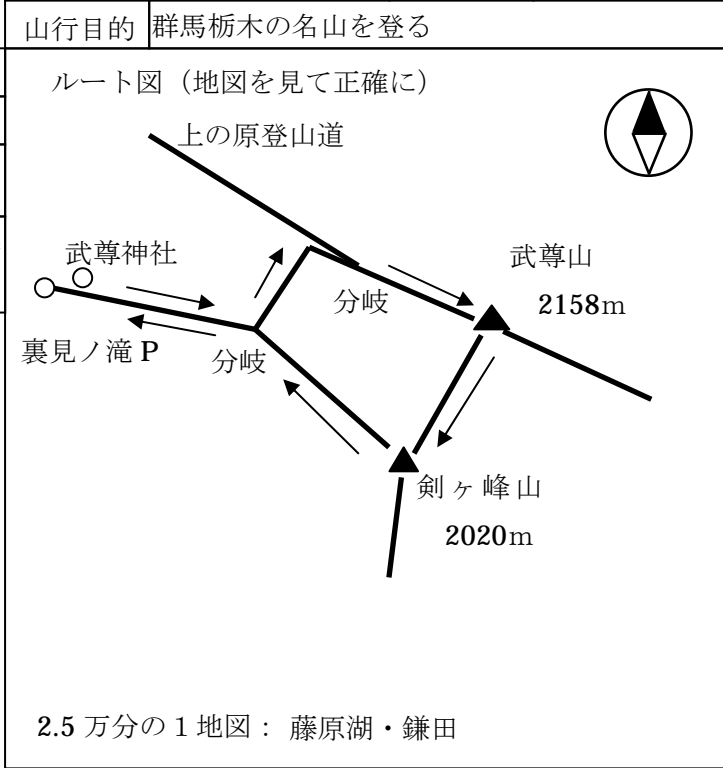 山行目的 群馬栃木の名山を登る
ルート図（地図を見て正確に）
上の原登山道
武尊神社
武尊山
2158m
分岐
裏見ノ滝 P
分岐
剣ヶ峰山
2020m
2.5 万分の１地図： 藤原湖・鎌田